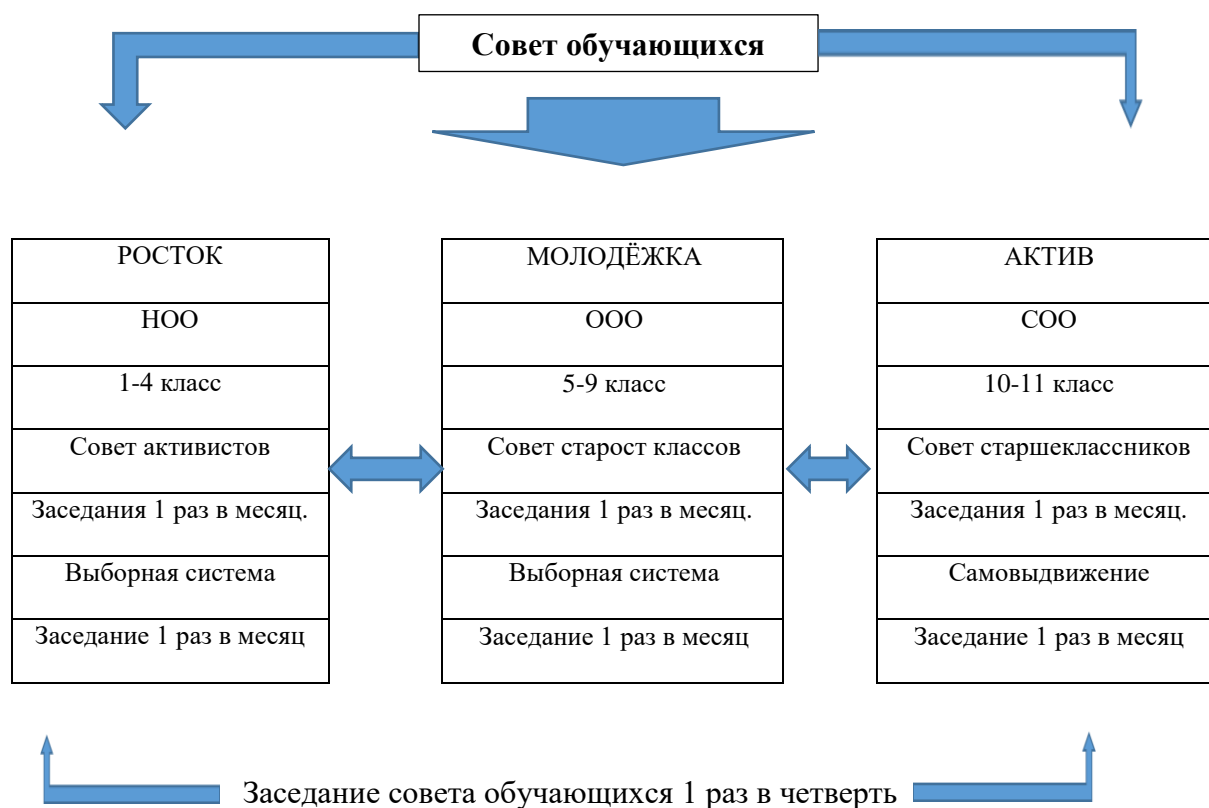 Совет обучающихся
РОСТОК
НОО
1-4 класс
Совет активистов
Заседания 1 раз в месяц.
Выборная система
Заседание 1 раз в месяц
МОЛОДЁЖКА
ООО
5-9 класс
Совет старост классов
Заседания 1 раз в месяц.
Выборная система
Заседание 1 раз в месяц
АКТИВ
СОО
10-11 класс
Совет старшеклассников
Заседания 1 раз в месяц.
Самовыдвижение
Заседание 1 раз в месяц
Заседание совета обучающихся 1 раз в четверть